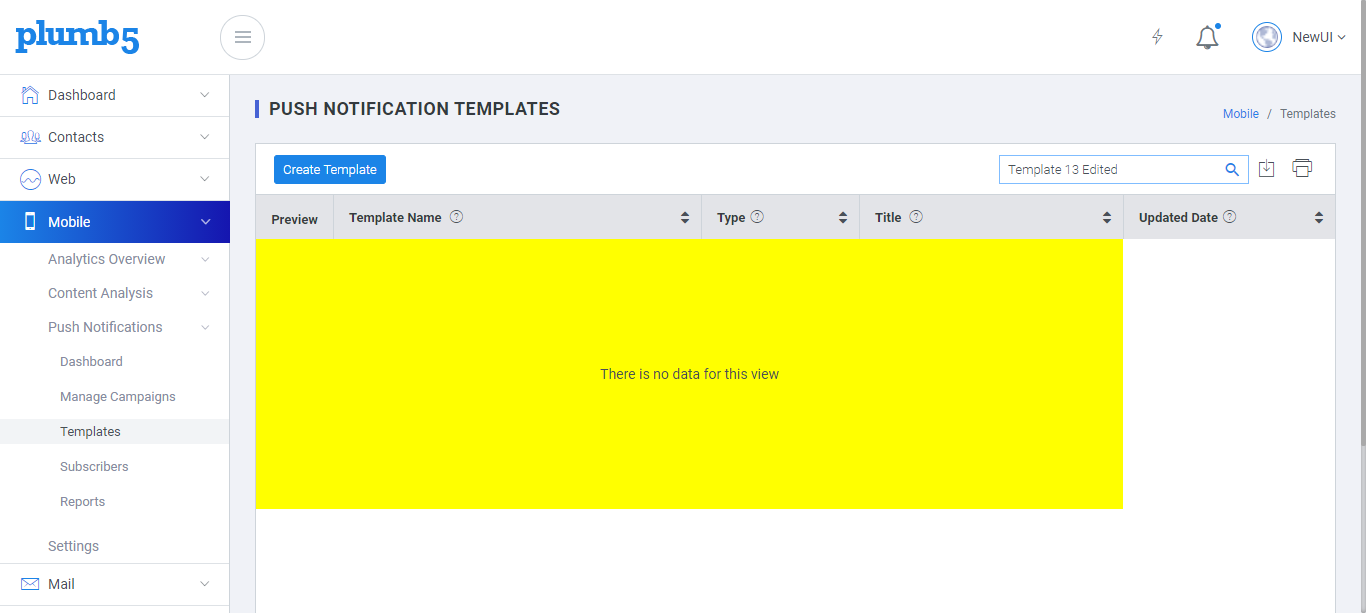 plumb5
NewUI
Dashboard
Contacts
Web
Mobile
Analytics Overview
Content Analysis
Push Notifications
Dashboard
Manage Campaigns
Templates
Subscribers
Reports
Settings
Mail
PUSH NOTIFICATION TEMPLATES
Mobile / Templates
Create Template
Template 13 Edited
Preview Template Name ? Type ? Title ? Updated Date ?
There is no data for this view